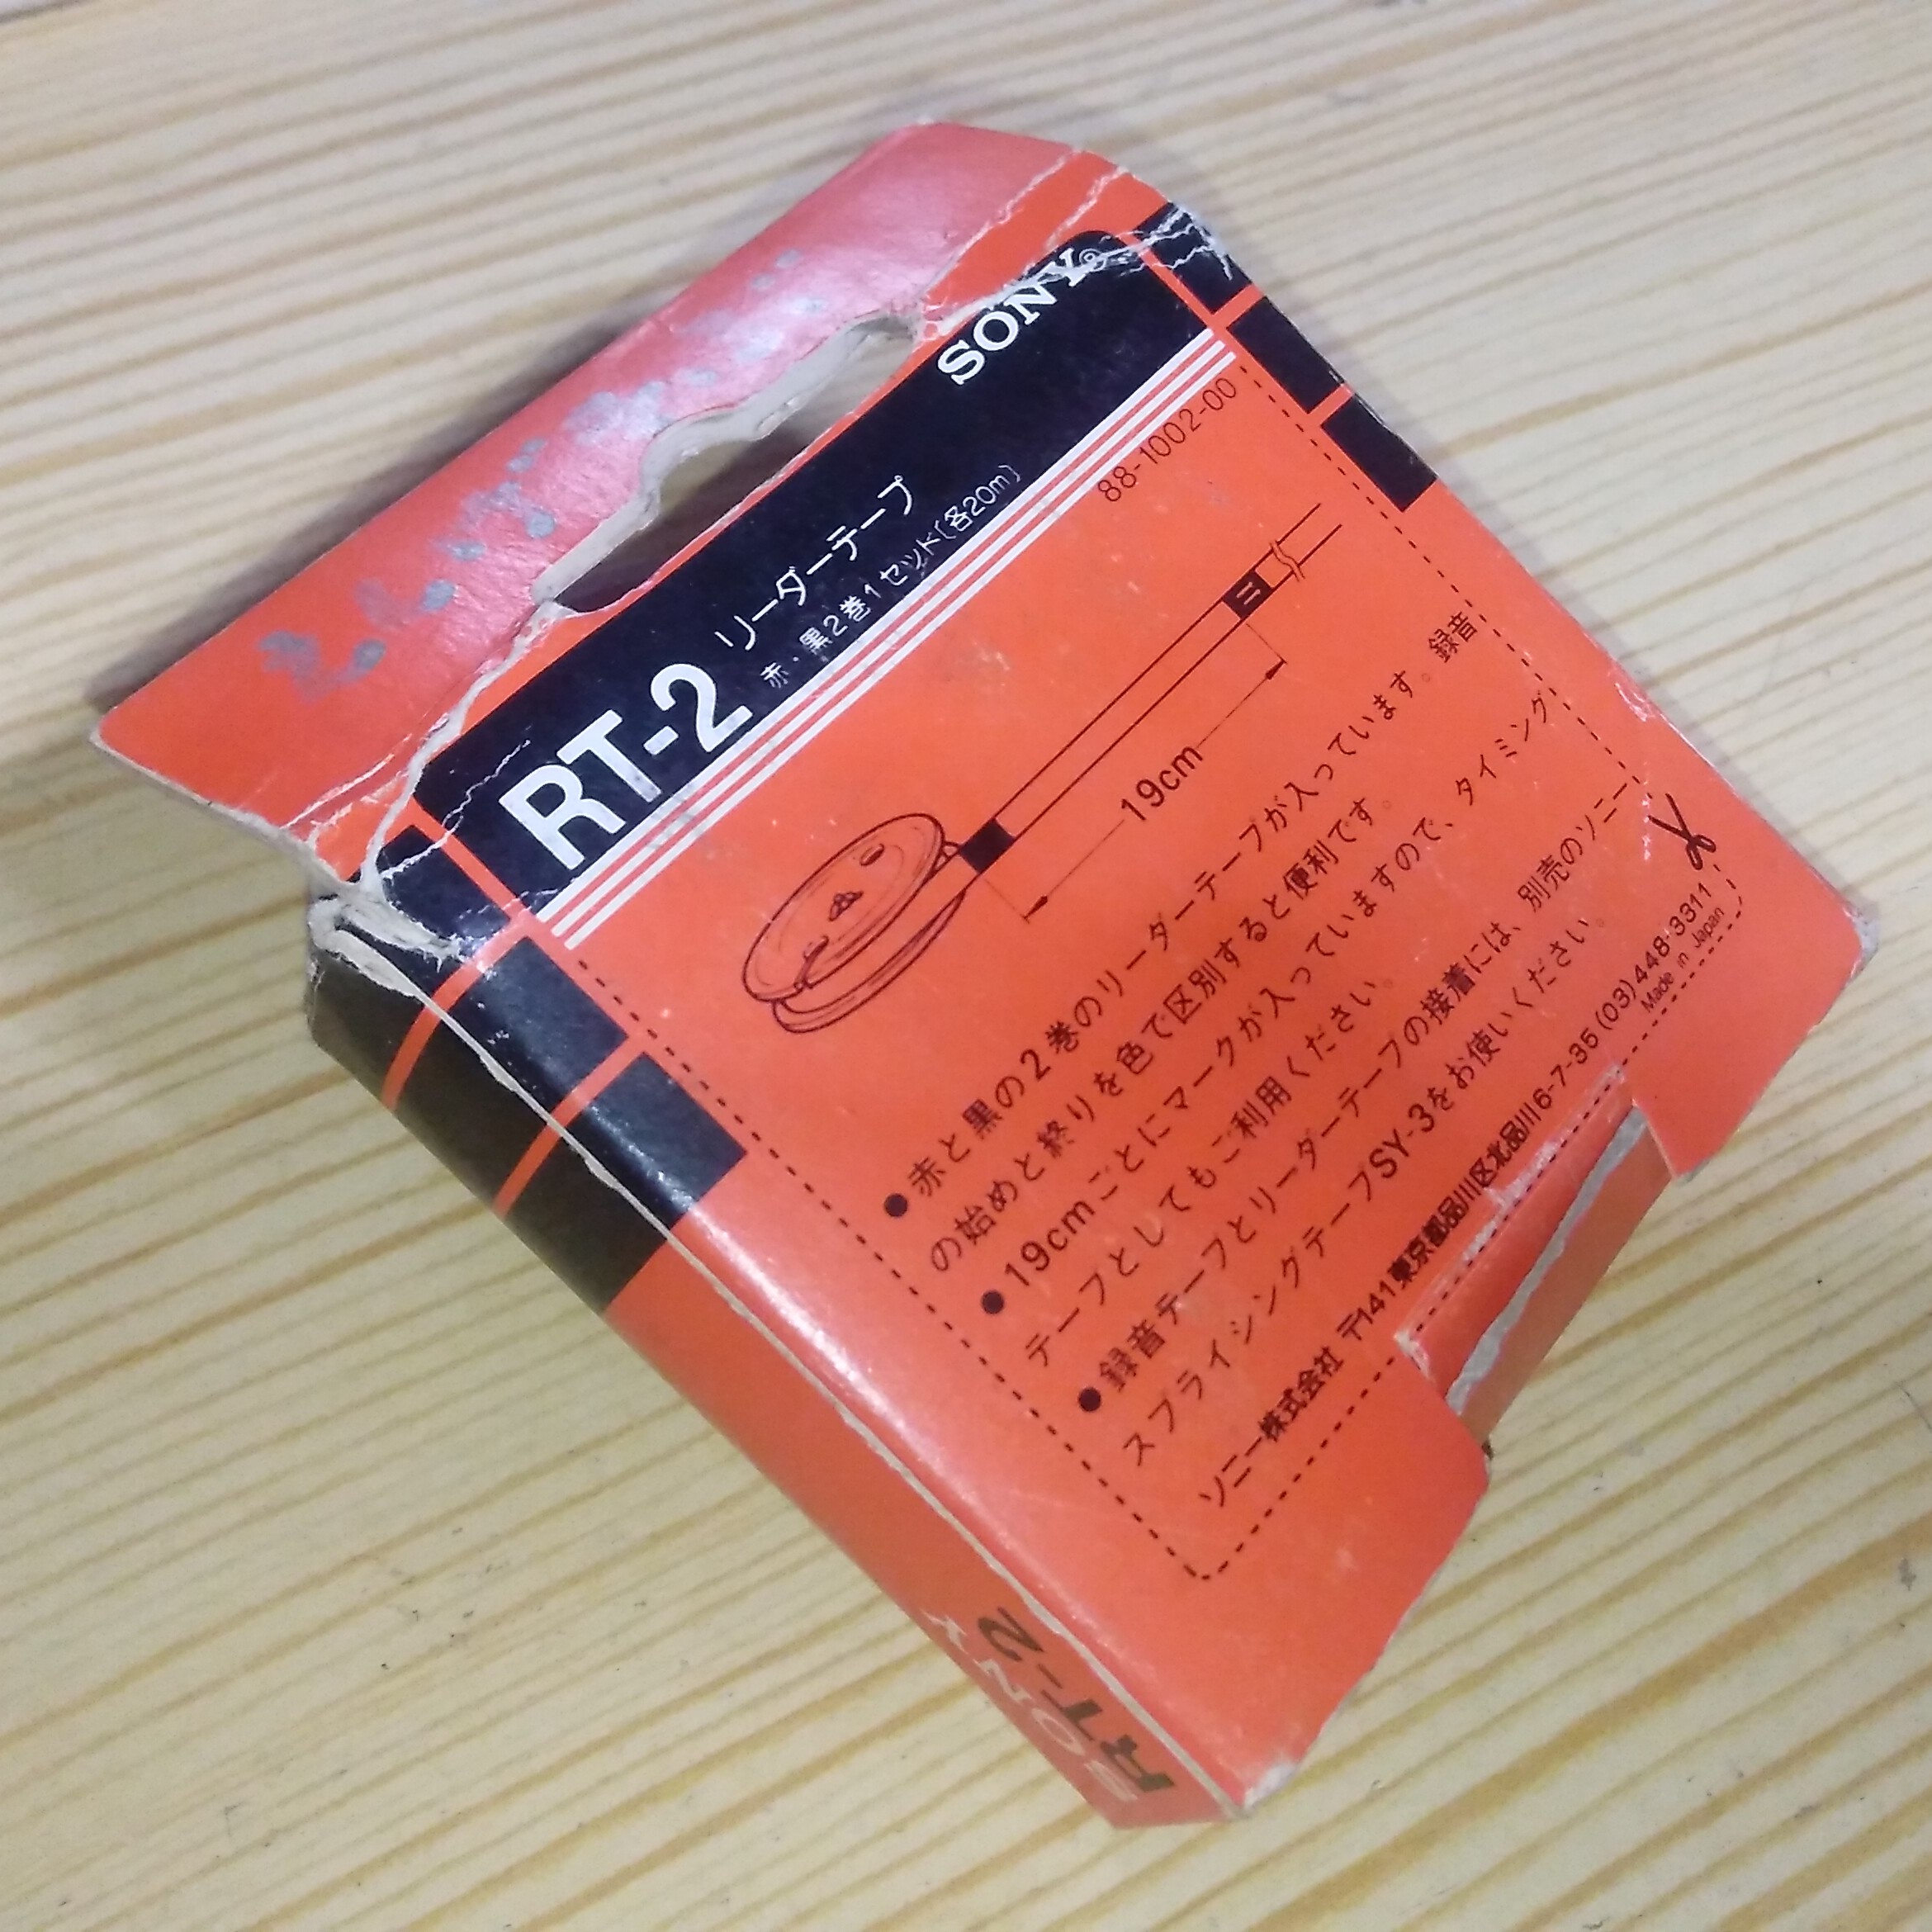 SONY®
RT-2 リーダーテープ
赤・黒2巻1セット〔各20m〕
88-1002-00
19cm
●赤と黒の2巻のリーダーテープが入っています。録音
の始めと終りを色で区別すると便利です。
●19cmごとにマークが入っていますので、タイミング
テープとしてもご利用ください。
●録音テープとリーダーテープの接着には、別売のソニー
スプライシングテープSY-3をお使いください。
ソニー株式会社 〒141東京都品川区北品川6-7-35 (03)448-3311
Made in Japan
SONY
RT-2